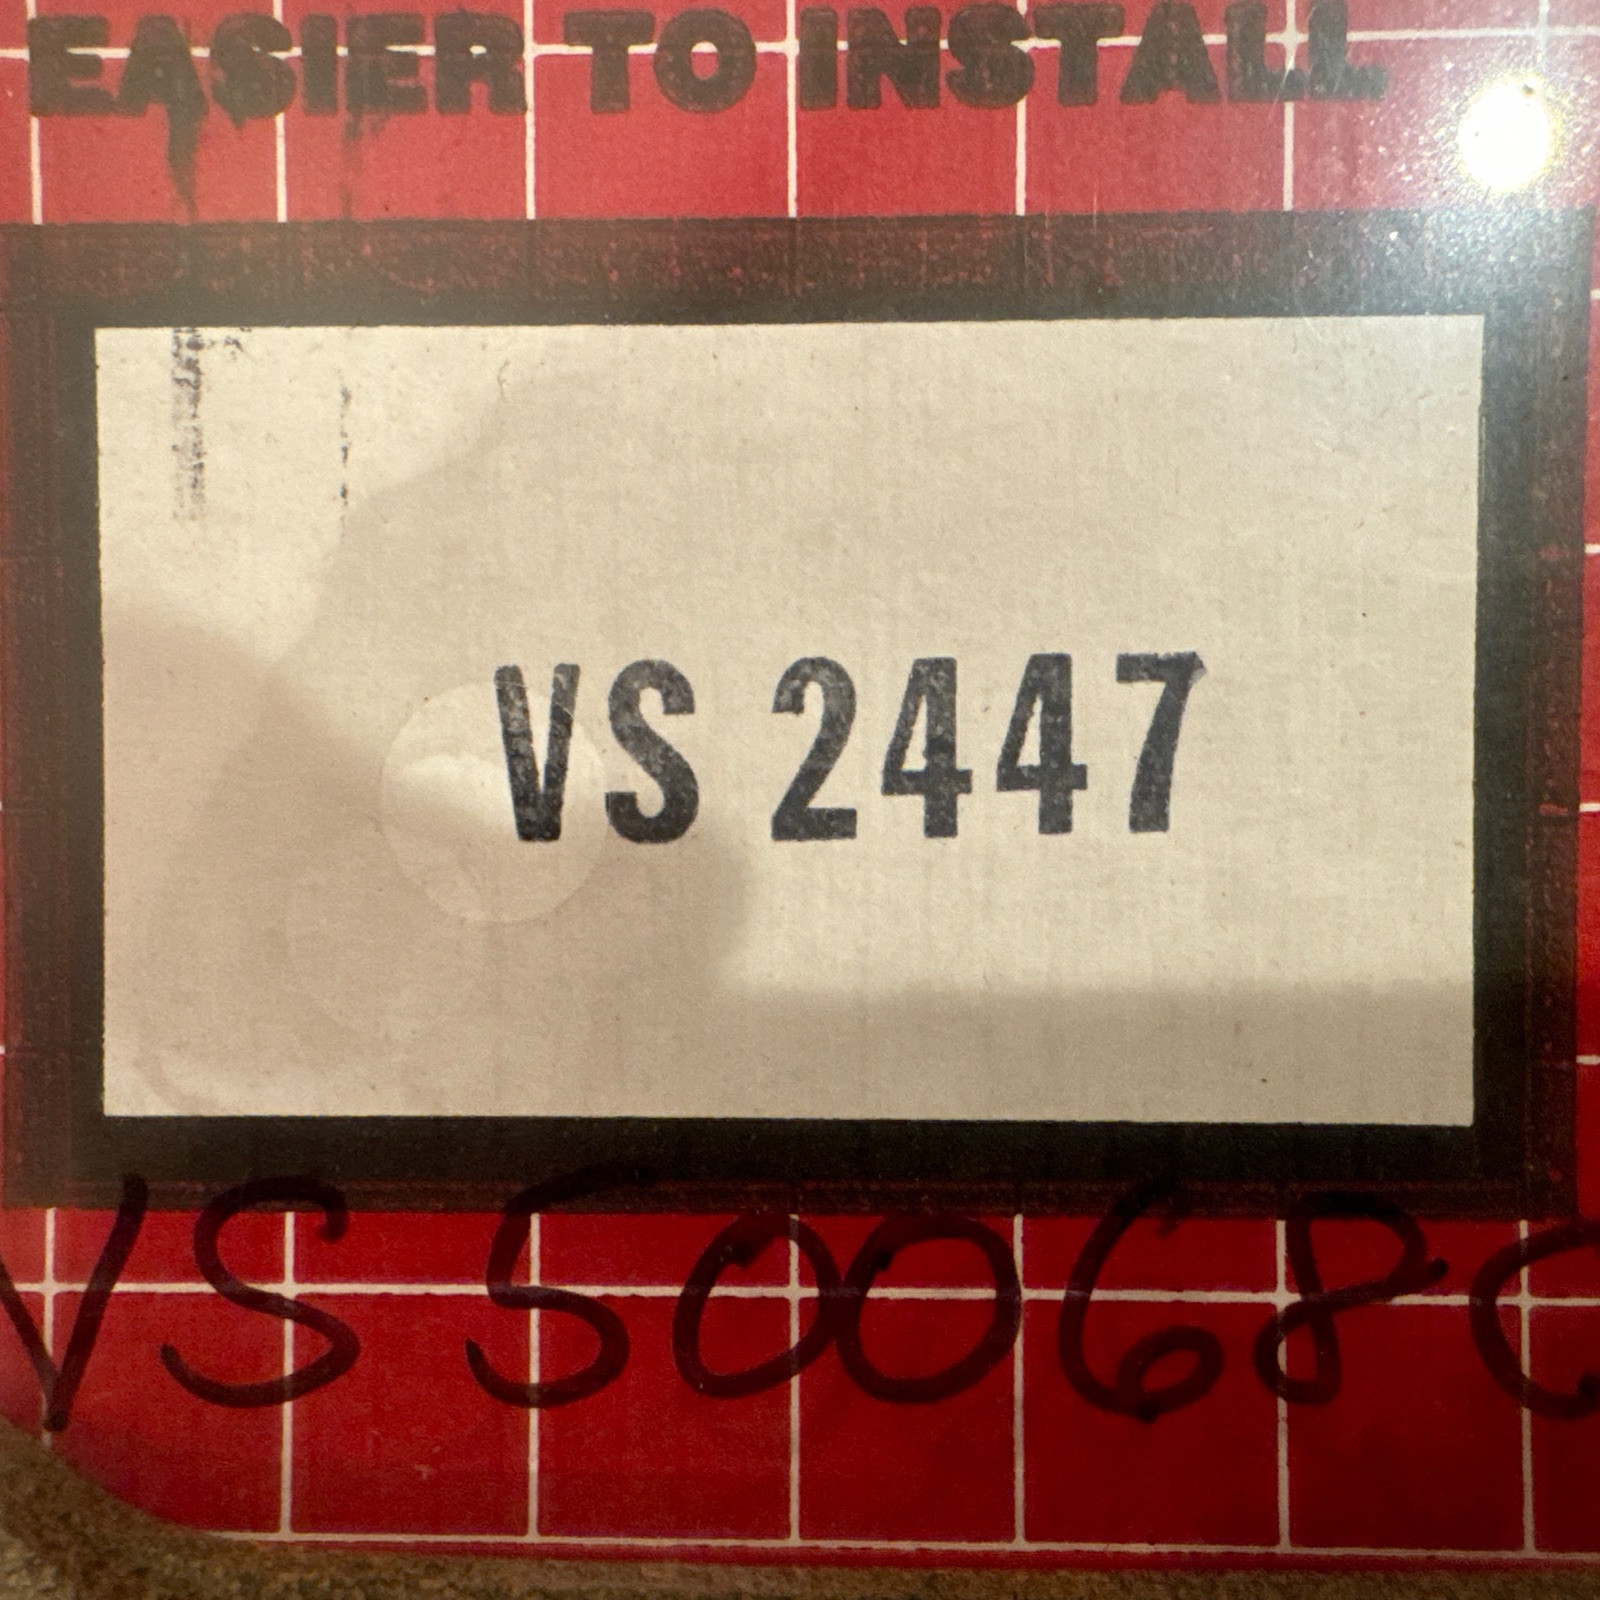 EASIER TO INSTALL
VS 2447
VS 50068